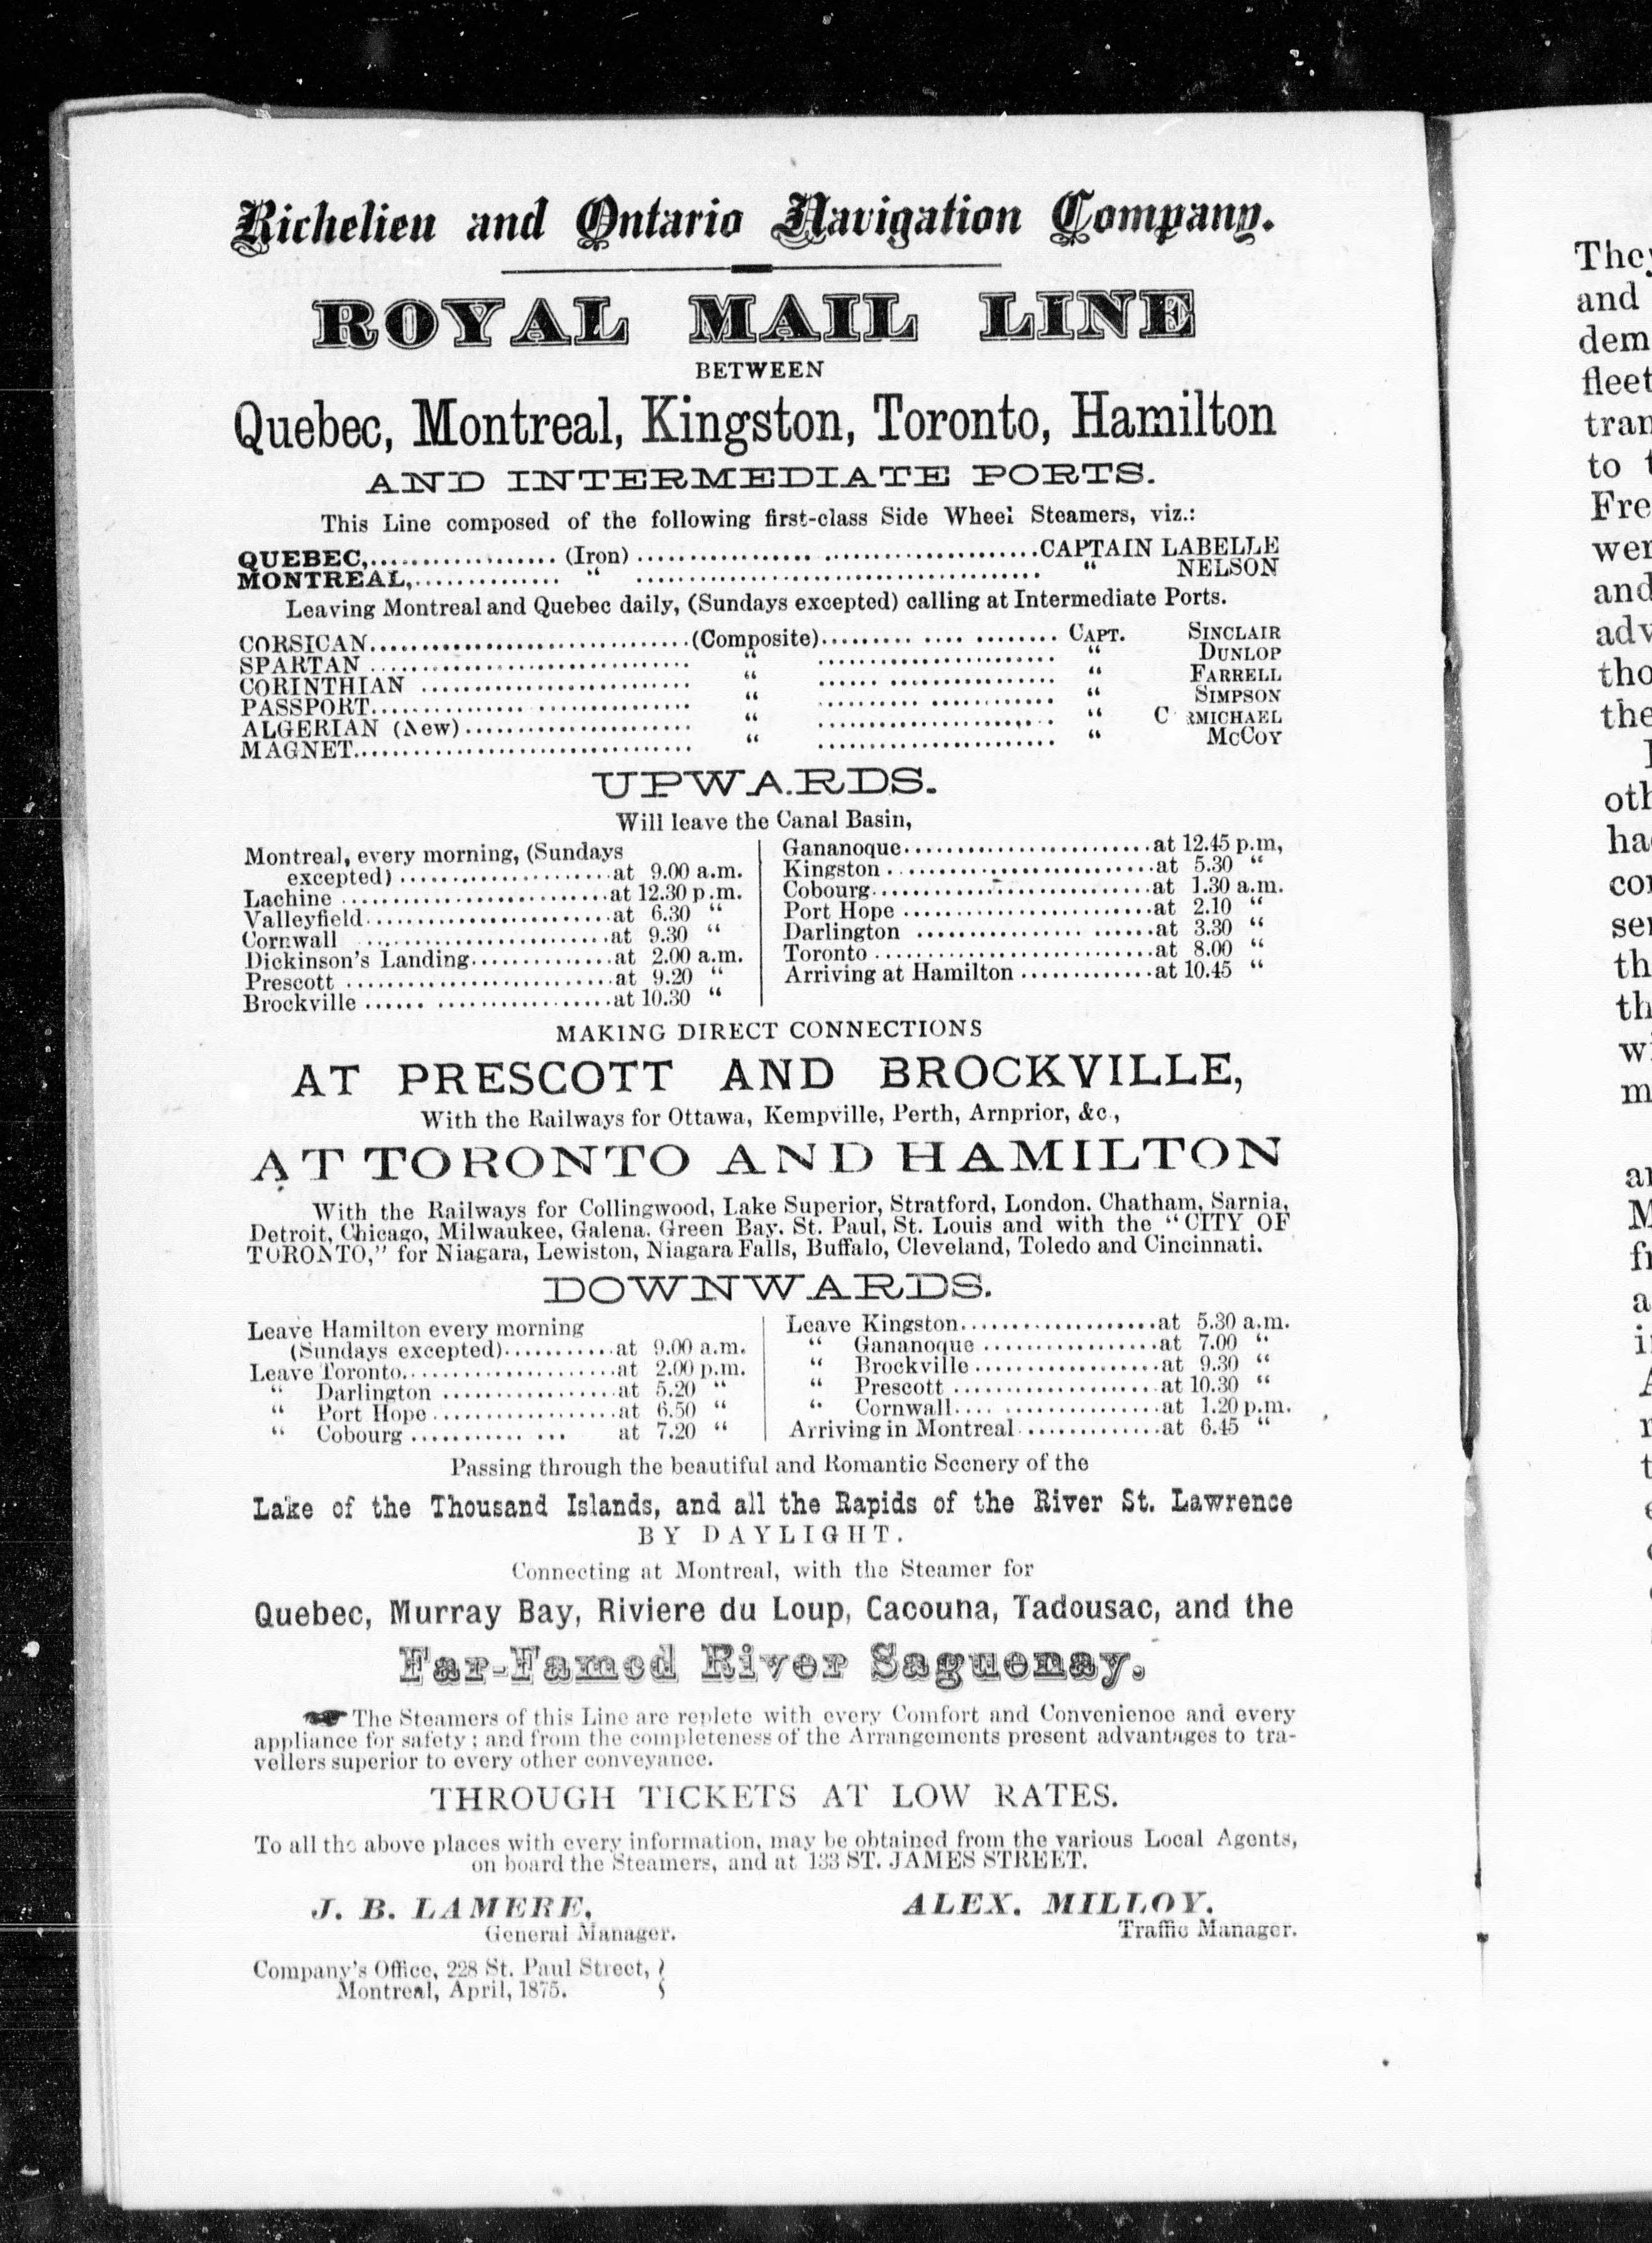 Richelieu and Ontario Navigation Company.
ROYAL MAIL LINE
BETWEEN
Quebec, Montreal, Kingston, Toronto, Hamilton
AND INTERMEDIATE PORTS.
This Line composed of the following first-class Side Wheel Steamers, viz.:
QUEBEC,.................. (Iron) ........................................CAPTAIN LABELLE
MONTREAL,.............. “ ........................................ “ NELSON
Leaving Montreal and Quebec daily, (Sundays excepted) calling at Intermediate Ports.
CORSICAN..............................(Composite)......... .... ........ CAPT. SINCLAIR
SPARTAN .............................. “ ........................ “ DUNLOP
CORINTHIAN .......................... “ ...... ................ “ FARRELL
PASSPORT.............. ............... “ .......... ............ “ SIMPSON
ALGERIAN (New)...................... “ ........................ “ C RMICHAEL
MAGNET................................. “ ........................ “ MCCOY
UPWARDS.
Will leave the Canal Basin,
Montreal, every morning, (Sundays
excepted) .....................at 9.00 a.m.
Lachine ..........................at 12.30 p.m.
Valleyfield........................at 6.30 “
Cornwall ........................at 9.30 “
Dickinson's Landing..............at 2.00 a.m.
Prescott ..........................at 9.20 “
Brockville ...... .................at 10.30 “
Gananoque........................at 12.45 p.m,
Kingston ..........................at 5.30 “
Cobourg...........................at 1.30 a.m.
Port Hope ........................at 2.10 “
Darlington ................ ......at 3.30 “
Toronto ...........................at 8.00 “
Arriving at Hamilton .............at 10.45 “
MAKING DIRECT CONNECTIONS
AT PRESCOTT AND BROCKVILLE,
With the Railways for Ottawa, Kempville, Perth, Arnprior, &c.,
AT TORONTO AND HAMILTON
With the Railways for Collingwood, Lake Superior, Stratford, London. Chatham, Sarnia,
Detroit, Chicago, Milwaukee, Galena. Green Bay. St. Paul, St. Louis and with the “CITY OF
TORONTO,” for Niagara, Lewiston, Niagara Falls, Buffalo, Cleveland, Toledo and Cincinnati.
DOWNWARDS.
Leave Hamilton every morning
(Sundays excepted)...........at 9.00 a.m.
Leave Toronto.....................at 2.00 p.m.
“ Darlington .................at 5.20 “
“ Port Hope...................at 6.50 “
“ Cobourg ........... ... at 7.20 “
Leave Kingston....................at 5.30 a.m.
“ Gananoque .................at 7.00 “
“ Brockville ..................at 9.30 “
“ Prescott .....................at 10.30 “
“ Cornwall.... ................at 1.20 p.m.
Arriving in Montreal..............at 6.45 “
Passing through the beautiful and Romantic Scenery of the
Lake of the Thousand Islands, and all the Rapids of the River St. Lawrence
BY DAYLIGHT.
Connecting at Montreal, with the Steamer for
Quebec, Murray Bay, Riviere du Loup, Cacouna, Tadousac, and the
Far-Famed River Saguenay.
The Steamers of this Line are replete with every Comfort and Convenience and every
appliance for safety; and from the completeness of the Arrangements present advantages to tra-
vellers superior to every other conveyance.
THROUGH TICKETS AT LOW RATES.
To all the above places with every information, may be obtained from the various Local Agents,
on board the Steamers, and at 133 ST. JAMES STREET.
J. B. LAMERE,
General Manager.
ALEX. MILLOY.
Traffic Manager.
Company's Office, 228 St. Paul Street,
Montreal, April, 1875.
They
and
dem
fleet
tran
to t
Fre
wer
and
adv
tho
the
oth
ha
con
ser
th
th
wi
m